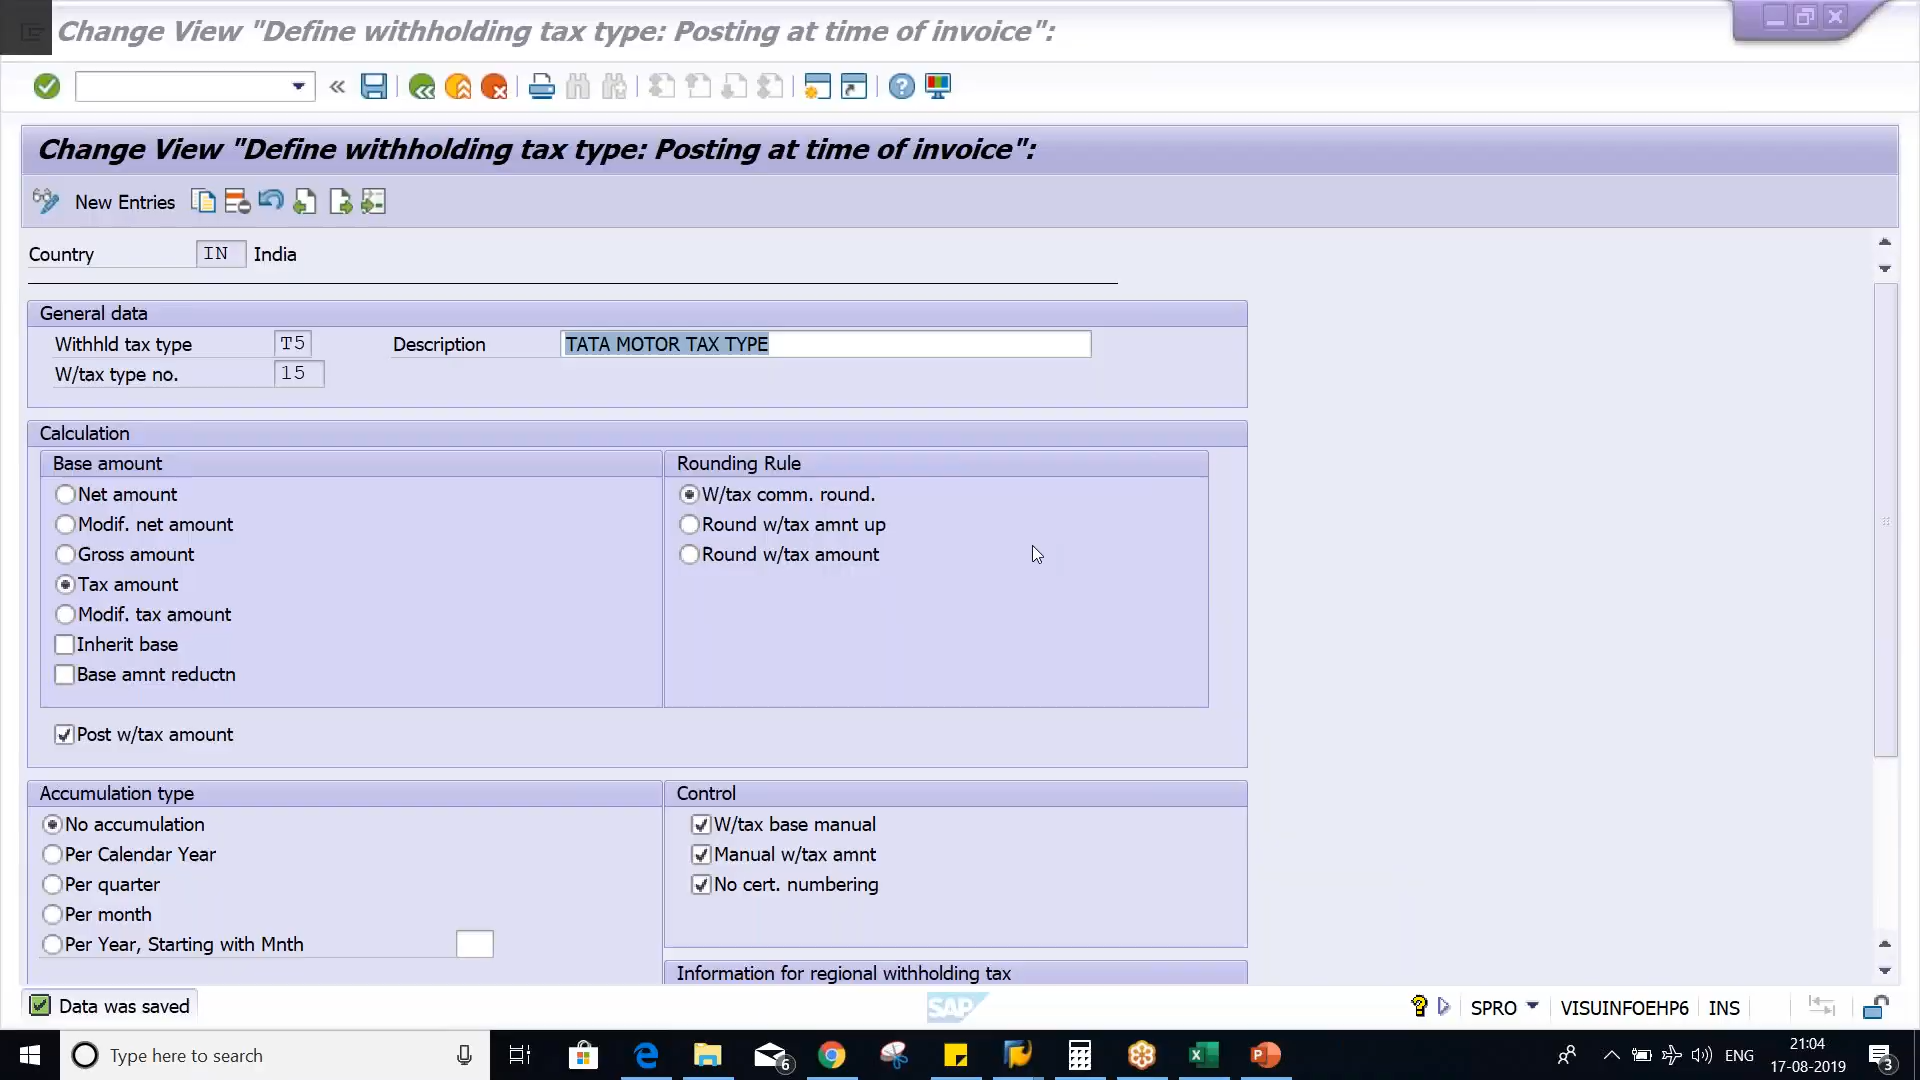 Change View "Define withholding tax type: Posting at time of invoice":
Change View "Define withholding tax type: Posting at time of invoice":
New Entries
Country IN India
General data
Withhld tax type T5 Description TATA MOTOR TAX TYPE
W/tax type no. 15
Calculation
Base amount Rounding Rule
Net amount W/tax comm. round.
Modif. net amount Round w/tax amnt up
Gross amount Round w/tax amount
Tax amount
Modif. tax amount
Inherit base
Base amnt reductn
Post w/tax amount
Accumulation type Control
No accumulation W/tax base manual
Per Calendar Year Manual w/tax amnt
Per quarter No cert. numbering
Per month
Per Year, Starting with Mnth
Information for regional withholding tax
Data was saved SAP SPRO VISUINFOEHP6 INS
Type here to search 6 ENG 21:04
17-08-2019 3